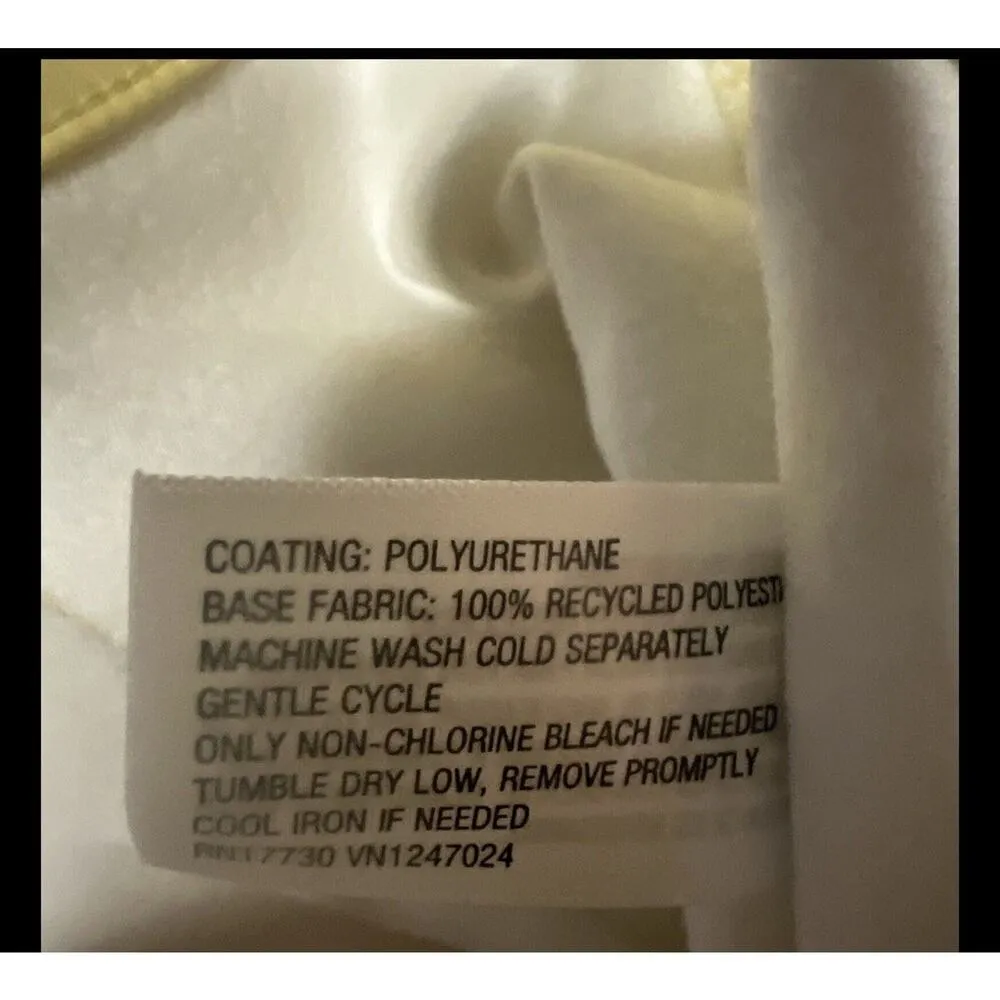 COATING: POLYURETHANE
BASE FABRIC: 100% RECYCLED POLYEST
MACHINE WASH COLD SEPARATELY
GENTLE CYCLE
ONLY NON-CHLORINE BLEACH IF NEEDED
TUMBLE DRY LOW, REMOVE PROMPTLY
COOL IRON IF NEEDED
RN17730 VN1247024